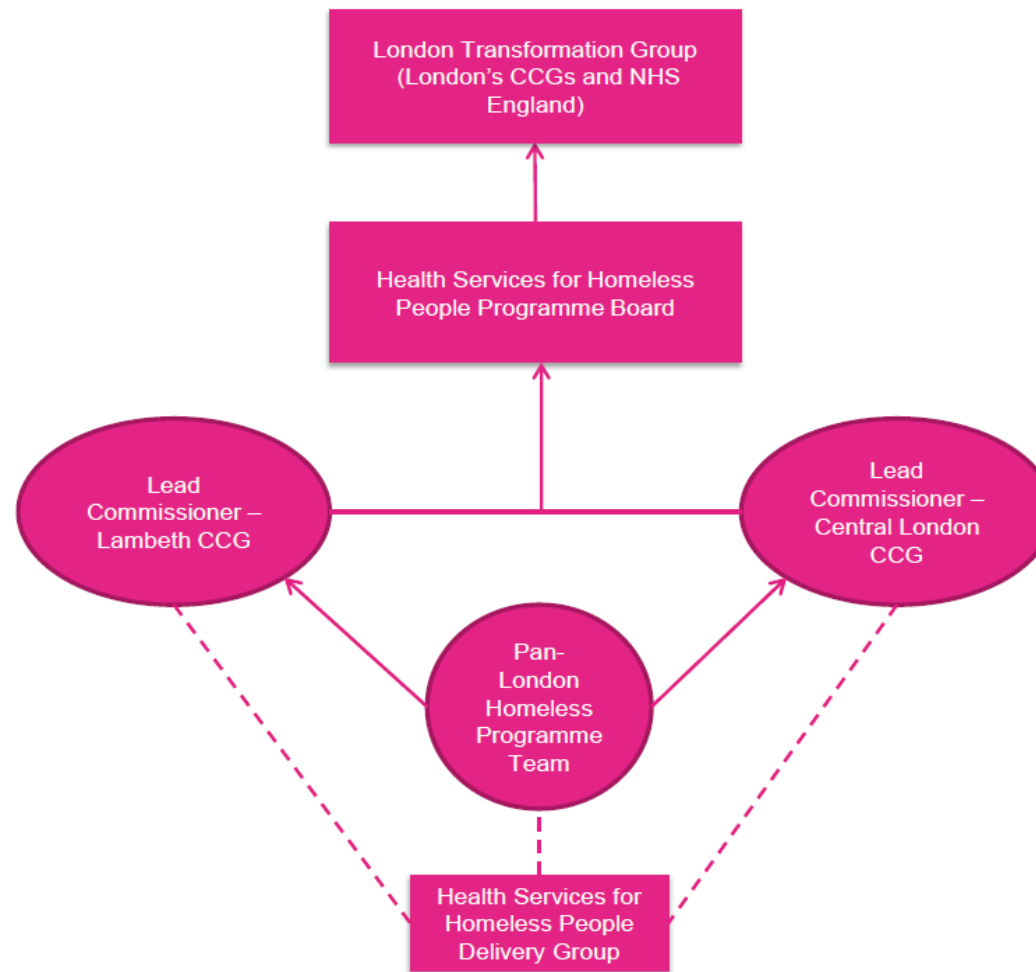 London Transformation Group
(London’s CCGs and NHS
England)
Health Services for Homeless
People Programme Board
Lead
Commissioner –
Lambeth CCG
Lead
Commissioner –
Central London
CCG
Pan-
London
Homeless
Programme
Team
Health Services for
Homeless People
Delivery Group